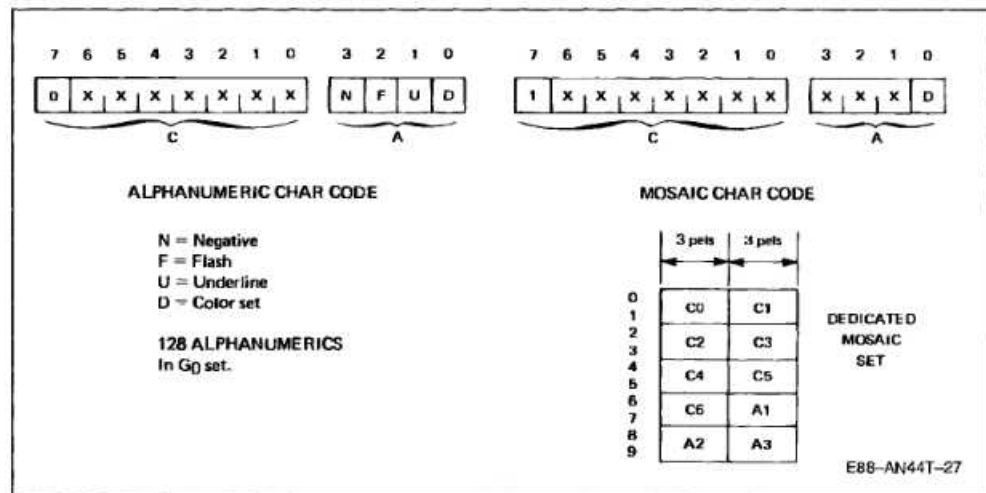 7 6 5 4 3 2 1 0 3 2 1 0 7 6 5 4 3 2 1 0 3 2 1 0
0 X X X X X X X N F U D 1 X X X X X X X X X X D
C A C A
ALPHANUMERIC CHAR CODE
N = Negative
F = Flash
U = Underline
D = Color set
128 ALPHANUMERICS
In G0 set.
MOSAIC CHAR CODE
3 pels 3 pels
0
1
C0 C1
2
3
C2 C3
4
5
C4 C5
6
7
C6 A1
8
9
A2 A3
DEDICATED
MOSAIC
SET
E88-AN44T-27